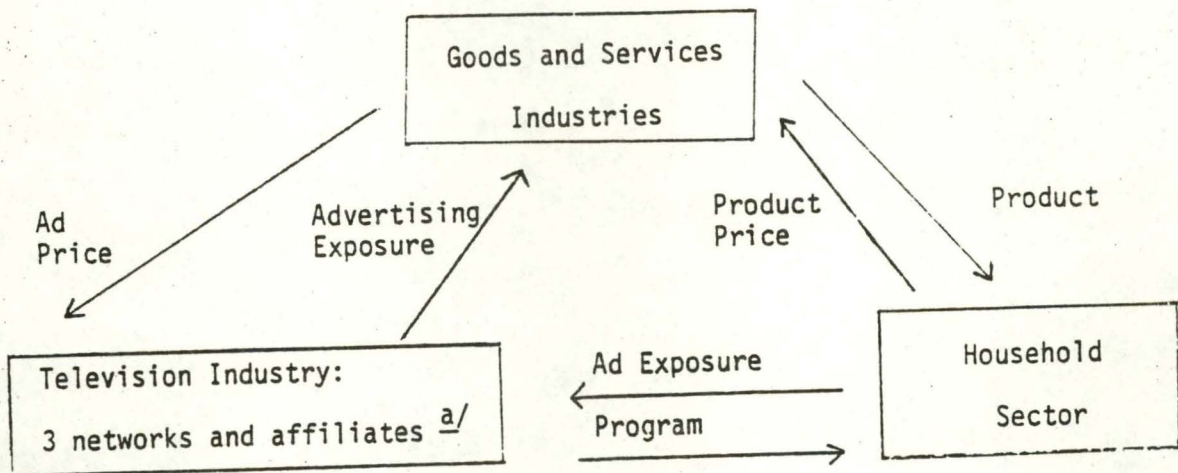 Goods and Services
Industries
Ad
Price
Advertising
Exposure
Product
Price
Product
Television Industry:
3 networks and affiliates a/
Ad Exposure
Program
Household
Sector